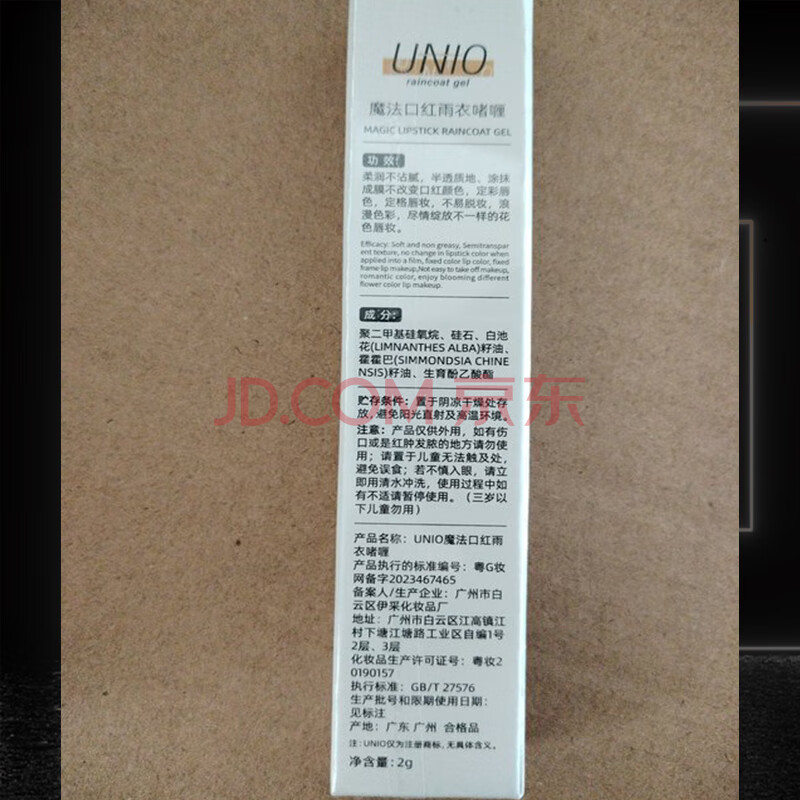 UNIO
raincoat gel
魔法口红雨衣啫喱
MAGIC LIPSTICK RAINCOAT GEL
功效:
柔润不沾腻，半透质地、涂抹
成膜不改变口红颜色，定彩唇
色，定格唇妆，不易脱妆，浪
漫色彩，尽情绽放不一样的花
色唇妆。
Efficacy: Soft and non greasy, Semitranspar
ent texture, no change in lipstick color when
applied into a film, fixed color lip color, fixed
frame lip makeup,Not easy to take off makeup,
romantic color, enjoy blooming different
flower color lip makeup.
成分:
聚二甲基硅氧烷、硅石、白池
花(LIMNANTHES ALBA)籽油、
霍霍巴(SIMMONDSIA CHINE
NSIS)籽油、生育酚乙酸酯
JD.COM 京东
贮存条件：置于阴凉干燥处存
放，避免阳光直射及高温环境。
注意：产品仅供外用，如有伤
口或是红肿发脓的地方请勿使
用；请置于儿童无法触及处，
避免误食；若不慎入眼，请立
即用清水冲洗，使用过程中如
有不适请暂停使用。（三岁以
下儿童勿用）
产品名称：UNIO魔法口红雨
衣啫喱
产品执行的标准编号：粤G妆
网备字2023467465
备案人/生产企业：广州市白
云区伊采化妆品厂
地址：广州市白云区江高镇江
村下塘江塘路工业区自编1号
2层、3层
化妆品生产许可证号：粤妆2
0190157
执行标准：GB/T 27576
生产批号和限期使用日期：
见标注
产地：广东 广州 合格品
注：UNIO仅为注册商标，无具体含义。
净含量：2g